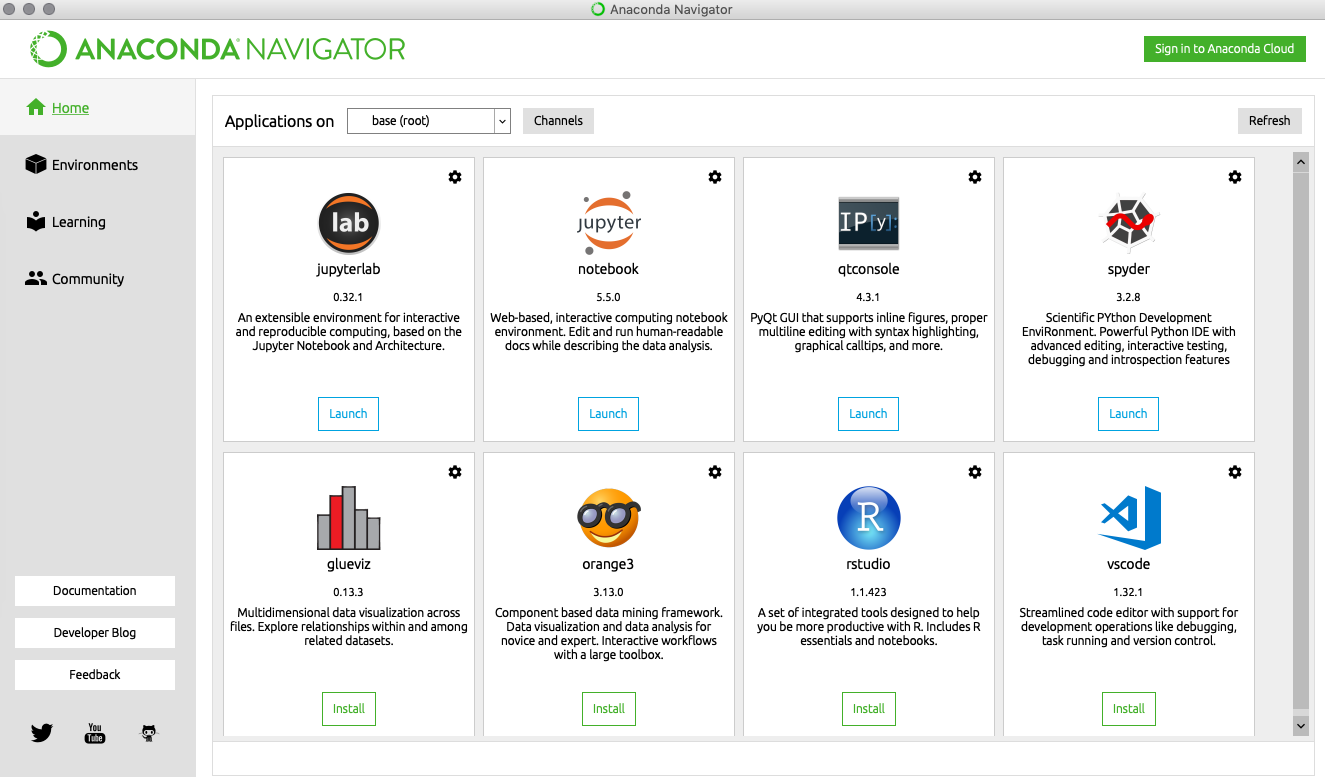 Anaconda Navigator
ANACONDA NAVIGATOR
Sign in to Anaconda Cloud
Home
Environments
Learning
Community
Documentation
Developer Blog
Feedback
You
Tube
Applications on
base (root)
Channels
Refresh
lab
jupyterlab
0.32.1
An extensible environment for interactive
and reproducible computing, based on the
Jupyter Notebook and Architecture.
Launch
jupyter
notebook
5.5.0
Web-based, interactive computing notebook
environment. Edit and run human-readable
docs while describing the data analysis.
Launch
IP[y]:
qtconsole
4.3.1
PyQt GUI that supports inline figures, proper
multiline editing with syntax highlighting,
graphical calltips, and more.
Launch
spyder
3.2.8
Scientific PYthon Development
EnviRonment. Powerful Python IDE with
advanced editing, interactive testing,
debugging and introspection features
Launch
glueviz
0.13.3
Multidimensional data visualization across
files. Explore relationships within and among
related datasets.
Install
orange3
3.13.0
Component based data mining framework.
Data visualization and data analysis for
novice and expert. Interactive workflows
with a large toolbox.
Install
R
rstudio
1.1.423
A set of integrated tools designed to help
you be more productive with R. Includes R
essentials and notebooks.
Install
vscode
1.32.1
Streamlined code editor with support for
development operations like debugging,
task running and version control.
Install